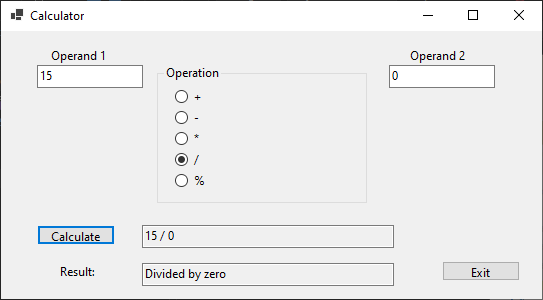 Calculator
Operand 1
Operand 2
15
Operation
0
+
-
*
/
%
Calculate
15 / 0
Result:
Divided by zero
Exit